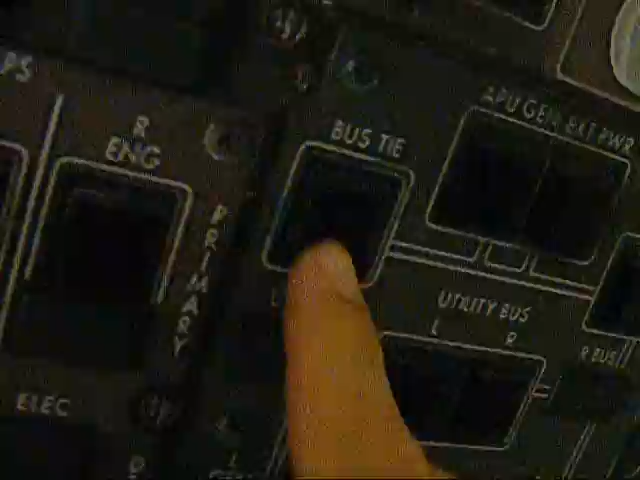 PS
R
ENG
PRIMARY
ELEC
BUS TIE
APU GEN EXT PWR
UTILITY BUS
L R
R BUS